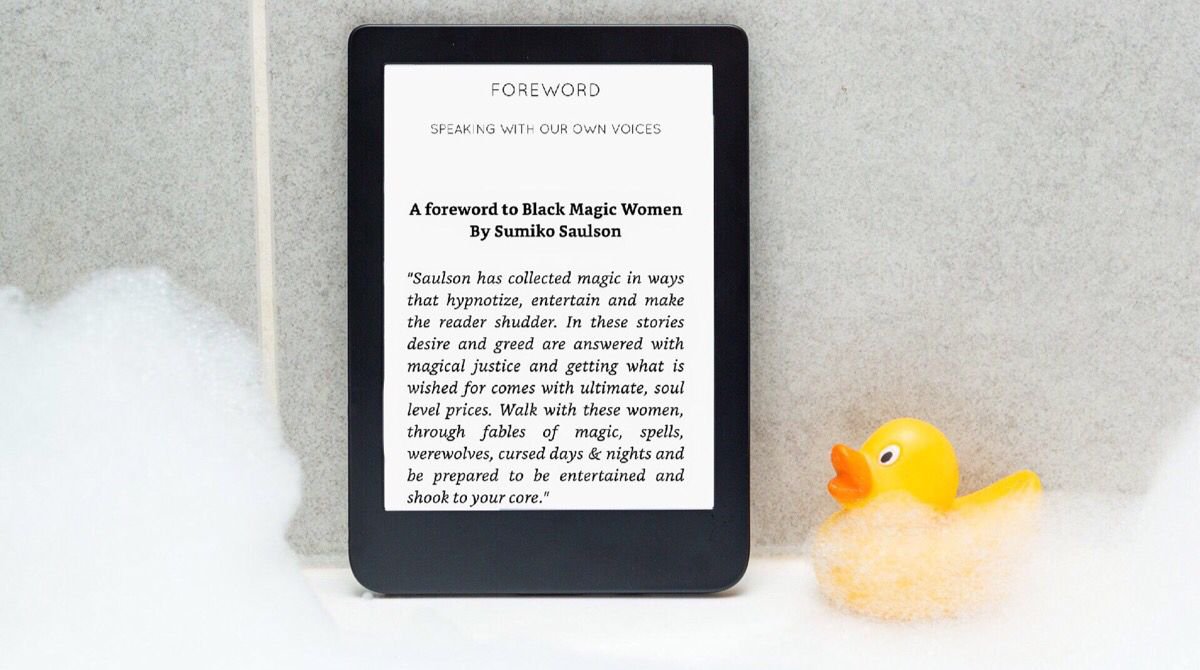 FOREWORD
SPEAKING WITH OUR OWN VOICES
A foreword to Black Magic Women
By Sumiko Saulson
"Saulson has collected magic in ways
that hypnotize, entertain and make
the reader shudder. In these stories
desire and greed are answered with
magical justice and getting what is
wished for comes with ultimate, soul
level prices. Walk with these women,
through fables of magic, spells,
werewolves, cursed days & nights and
be prepared to be entertained and
shook to your core."